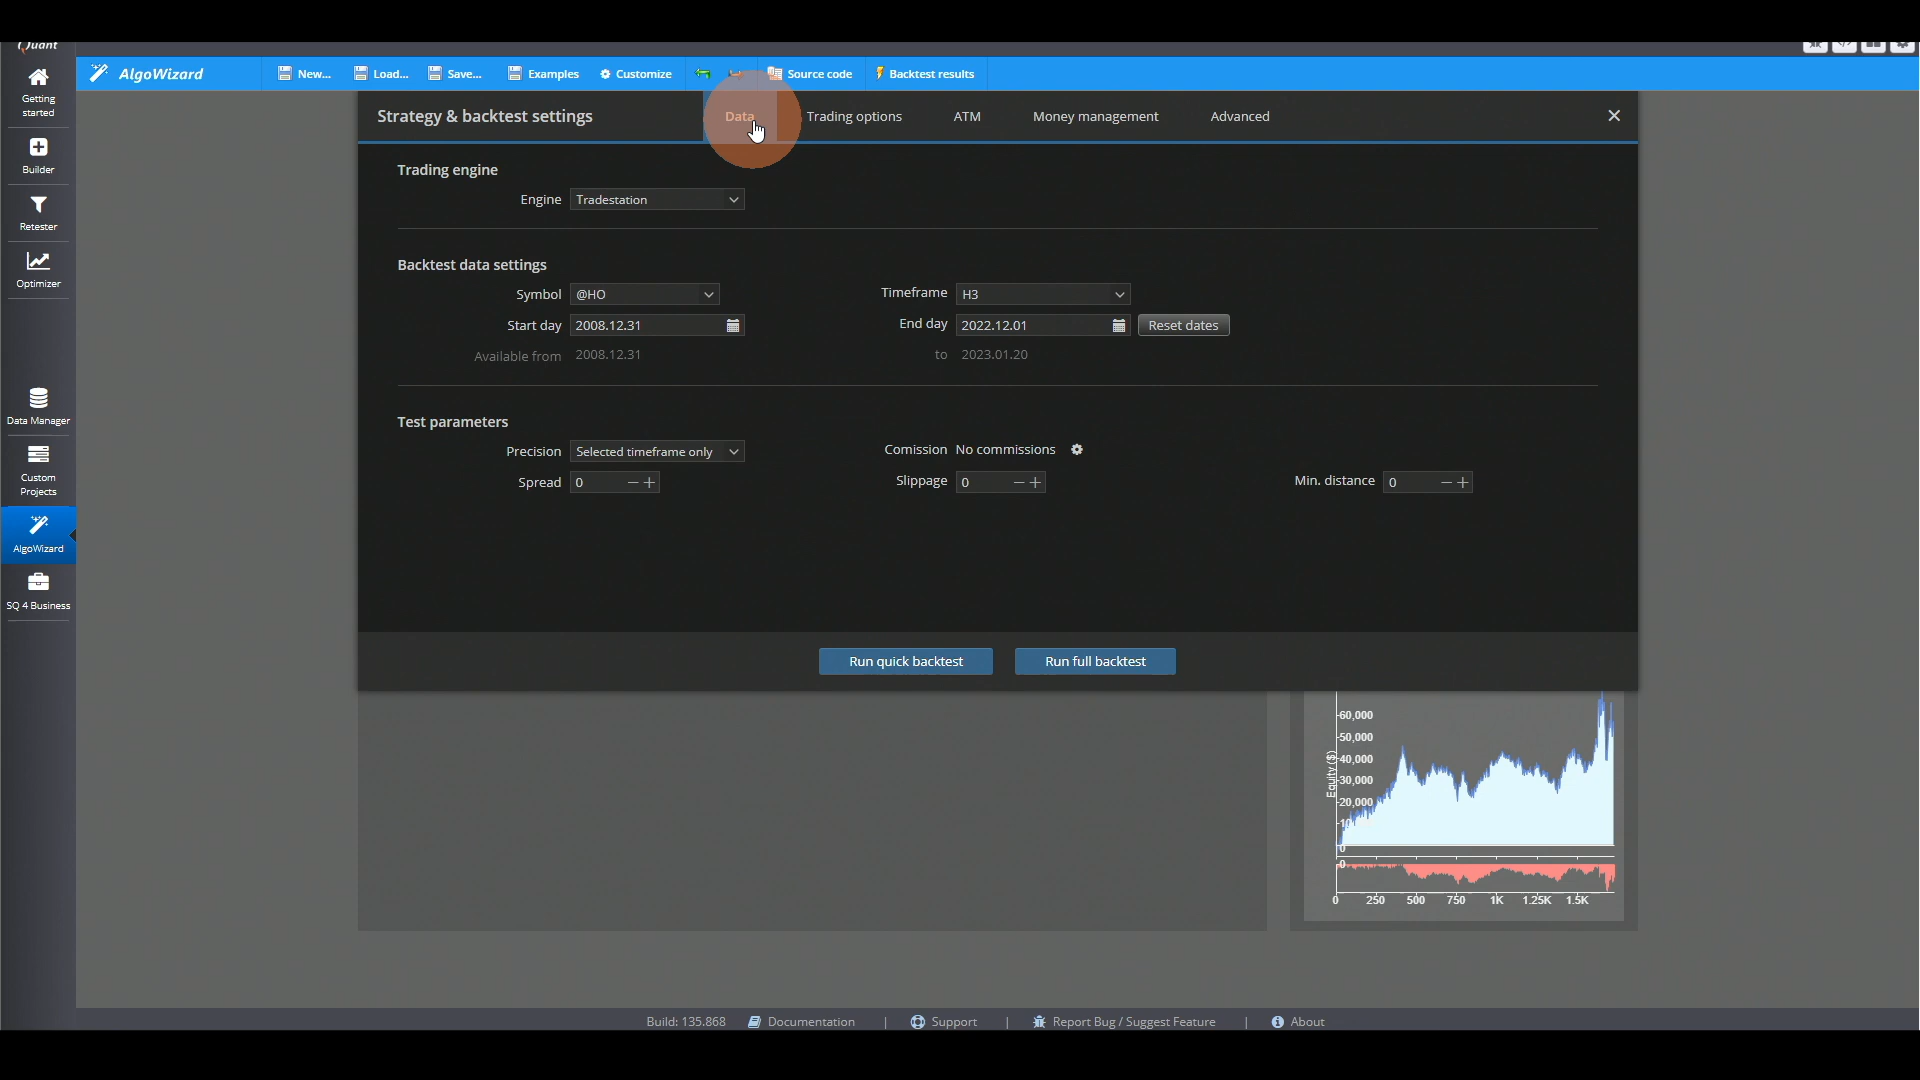 Quant
AlgoWizard
New...
Load...
Save...
Examples
Customize
Source code
Backtest results
Getting
started
Builder
Retester
Optimizer
Data Manager
Custom
Projects
AlgoWizard
SQ 4 Business
Strategy & backtest settings
Data
Trading options
ATM
Money management
Advanced
Trading engine
Engine Tradestation
Backtest data settings
Symbol @HO
Timeframe H3
Start day 2008.12.31
End day 2022.12.01 Reset dates
Available from 2008.12.31
to 2023.01.20
Test parameters
Precision Selected timeframe only
Comission No commissions
Spread 0
Slippage 0
Min. distance 0
Run quick backtest
Run full backtest
Equity ($)
60,000
50,000
40,000
30,000
20,000
0
0
0 250 500 750 1K 1.25K 1.5K
Build: 135.868 Documentation | Support | Report Bug / Suggest Feature | About